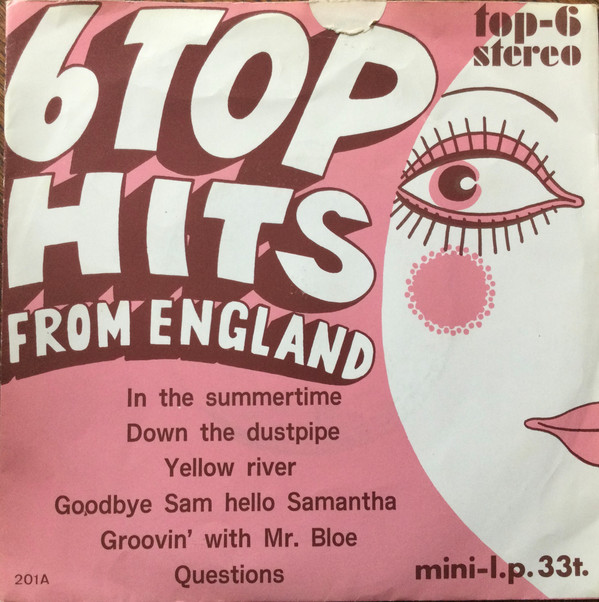 6 TOP
HITS
FROM ENGLAND
top-6
stereo
In the summertime
Down the dustpipe
Yellow river
Goodbye Sam hello Samantha
Groovin' with Mr. Bloe
Questions
201A
mini-l.p. 33t.